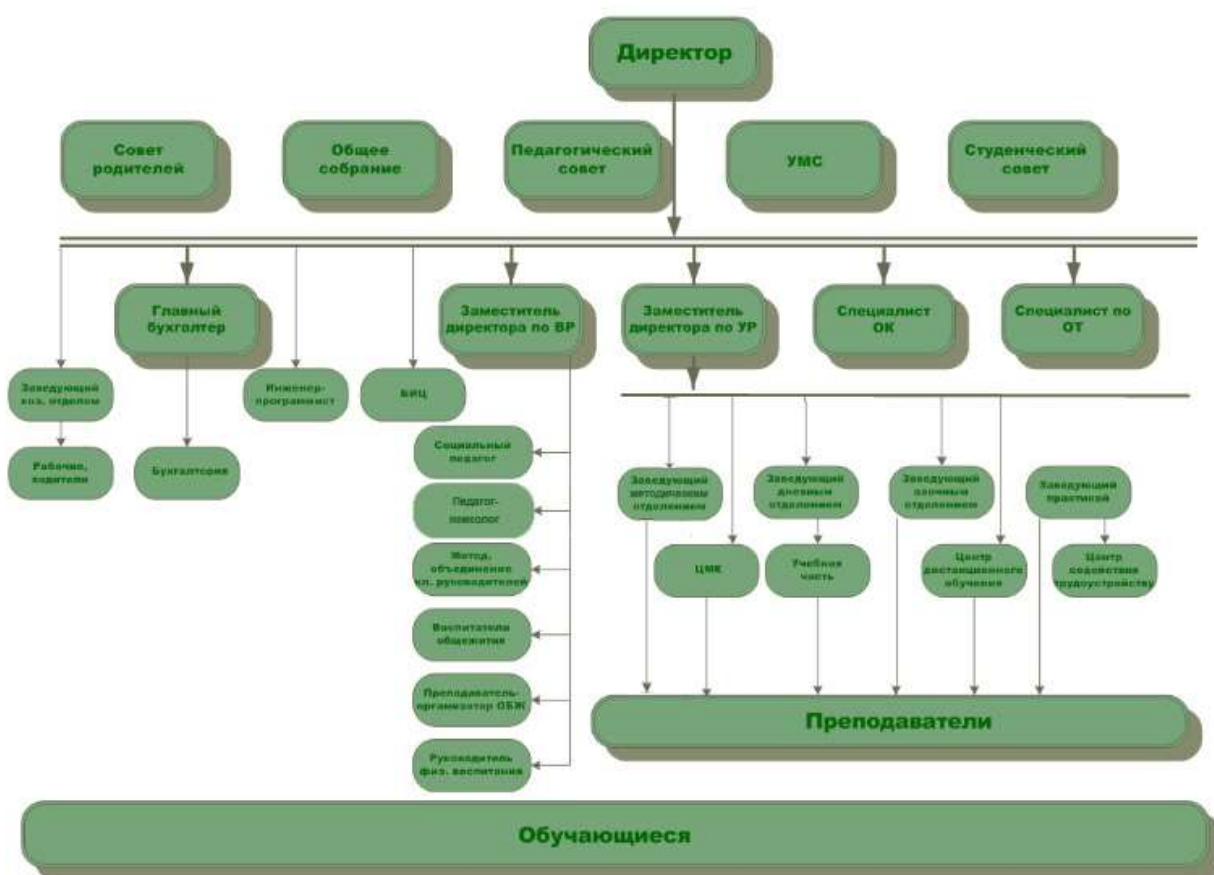 Директор
Совет
родителей
Общее
собрание
Педагогический
совет
УМС
Студенческий
совет
Главный
бухгалтер
Заместитель
директора по ВР
Заместитель
директора по УР
Специалист
ОК
Специалист по
ОТ
Заведующий
хоз. отделом
Инженер-
программист
БИЦ
Рабочие,
водители
Бухгалтерия
Социальный
педагог
Педагог-
психолог
Метод.
объединение
кл. руководителей
Воспитатели
общежития
Преподаватель-
организатор ОБЖ
Руководитель
физ. воспитания
Заведующий
методическим
отделением
Заведующий
дневным
отделением
Заведующий
заочным
отделением
Заведующий
практикой
ЦМК
Учебная
часть
Центр
дистанционного
обучения
Центр
содействия
трудоустройству
Преподаватели
Обучающиеся